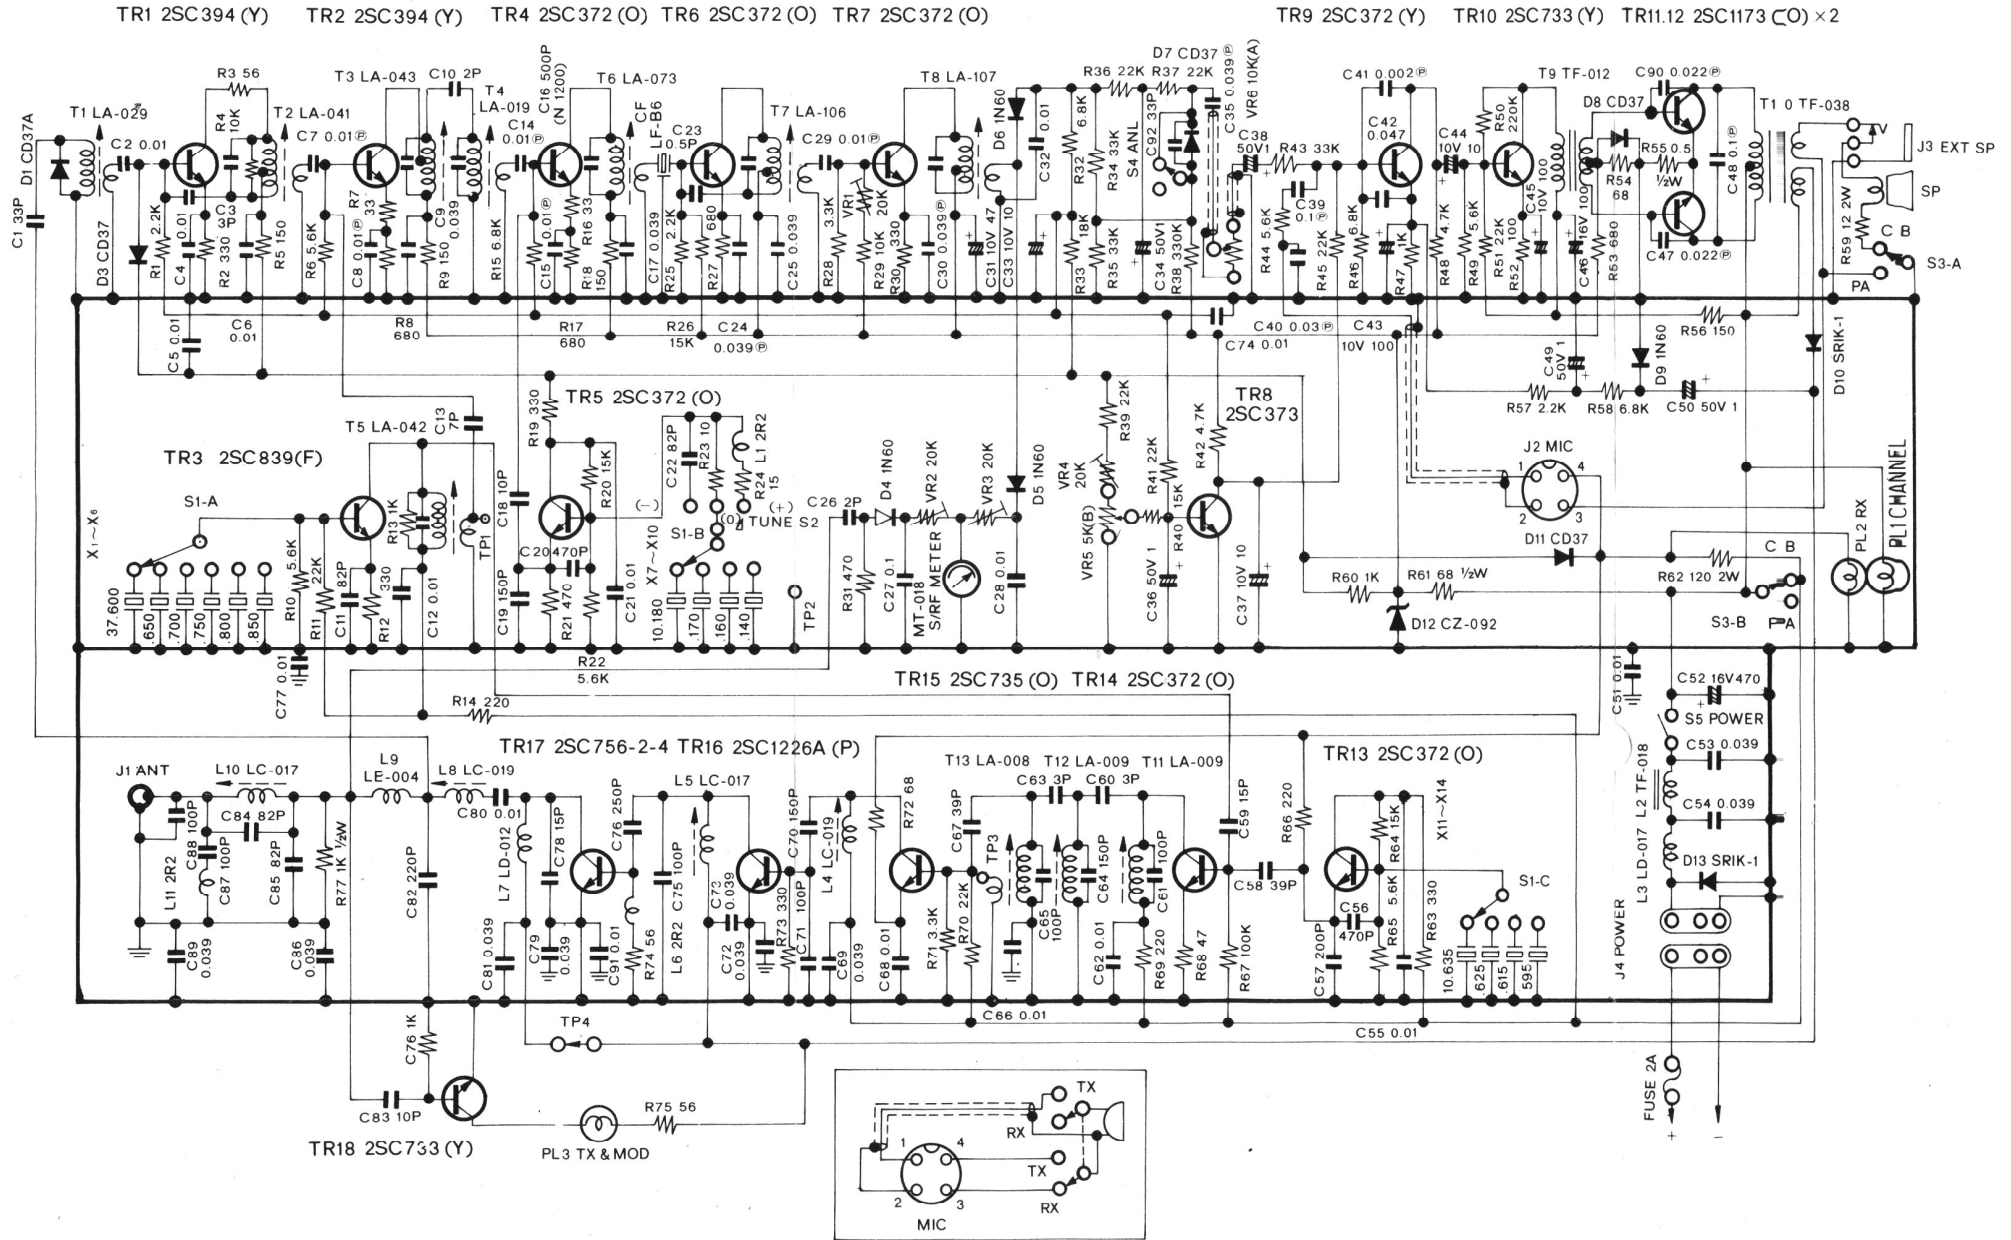 TR1 2SC394 (Y)
TR2 2SC394 (Y)
TR4 2SC372 (O)
TR6 2SC372 (O)
TR7 2SC372 (O)
TR9 2SC372 (Y)
TR10 2SC733 (Y)
TR11.12 2SC1173 (O) ×2
C1 33P
D1 CD37A
T1 LA-029
C2 0.01
R3 56
R4 10K
T2 LA-041
C7 0.01Ⓟ
T3 LA-043
C10 2P
T4 LA-019
C14 0.01Ⓟ
C16 500P (N 1200)
T6 LA-073
CF LF-B6
C23 0.5P
T7 LA-106
C29 0.01Ⓟ
T8 LA-107
D6 1N60
C32 0.01
R32 6.8K
R36 22K
R34 33K
D7 CD37
R37 22K
C92 33P
S4 ANL
C35 0.039Ⓟ
VR6 10K(A)
C38 50V1
R43 33K
C41 0.002Ⓟ
C42 0.047
C44 10V 10
R50 220K
T9 TF-012
D8 CD37
C90 0.022Ⓟ
R55 0.5 ½W
R54 68
C48 0.1Ⓟ
T10 TF-038
V
J3 EXT SP
SP
R59 12 2W
C B
S3-A
PA
D3 CD37
R1 2.2K
C4 0.01
C3 3P
R2 330
R5 150
R6 5.6K
C8 0.01Ⓟ
R7 33
R9 150
C9 0.039
R15 6.8K
C15 0.01Ⓟ
R16 33
R18 150
C17 0.039
R25 2.2K
R27 680
C25 0.039
R28 3.3K
VR1 20K
R29 10K
R30 330
C30 0.039Ⓟ
C31 10V 47
C33 10V 10
R33 18K
R35 33K
C34 50V1
R38 330K
R44 5.6K
C39 0.1Ⓟ
R45 22K
R46 6.8K
R47 1K
R48 4.7K
R49 5.6K
R51 22K
R52 100
C45 10V 100
C46 16V 100
R53 680
C47 0.022Ⓟ
C5 0.01
C6 0.01
R8 680
R17 680
R26 15K
C24 0.039Ⓟ
C74 0.01
C40 0.03Ⓟ
C43 10V 100
C49 50V 1
D9 1N60
R56 150
D10 SRIK-1
R57 2.2K
R58 6.8K
C50 50V 1
TR3 2SC839(F)
T5 LA-042
C13 7P
R19 330
TR5 2SC372 (O)
C22 82P
R23 10
L1 2R2
R24 15
R39 22K
TR8 2SC373
R42 4.7K
R41 22K
VR4 20K
J2 MIC
1
4
2
3
X1~X6
S1-A
R13 1K
TP1
C18 10P
R20 15K
(−)
(0)
(+)
TUNE S2
S1-B
X7~X10
C26 2P
D4 1N60
VR2 20K
VR3 20K
D5 1N60
VR5 5K(B)
R40 15K
D11 CD37
PL2 RX
PL1 CHANNEL
37.600
.650
.700
.750
.800
.850
R10 5.6K
R11 22K
C11 82P
R12 330
C12 0.01
C19 150P
C20 470P
R21 470
C21 0.01
10.180
.170
.160
.140
TP2
R31 470
C27 0.1
MT-018 S/RF METER
C28 0.01
C36 50V 1
C37 10V 10
R60 1K
R61 68 ½W
D12 CZ-092
R62 120 2W
C B
S3-B
P A
C77 0.01
R14 220
R22 5.6K
TR15 2SC735 (O)
TR14 2SC372 (O)
C51 0.01
C52 16V470
S5 POWER
C53 0.039
L2 TF-018
C54 0.039
L3 LD-017
D13 SRIK-1
J4 POWER
FUSE 2A
+
−
TR17 2SC756-2-4
TR16 2SC1226A (P)
T13 LA-008
T12 LA-009
T11 LA-009
TR13 2SC372 (O)
J1 ANT
L10 LC-017
L9 LE-004
L8 LC-019
C80 0.01
C88 100P
C84 82P
C87 100P
C85 82P
L11 2R2
R77 1K ½W
C82 220P
L7 LD-012
C78 15P
C76 250P
L5 LC-017
C75 100P
C70 150P
L4 LC-019
R72 68
C67 39P
C63 3P
C60 3P
TP3
C64 150P
C61 100P
C65 100P
C59 15P
R66 220
C58 39P
R64 15K
X11~X14
S1-C
C89 0.039
C86 0.039
C81 0.039
C79 0.039
C91 0.01
R74 56
L6 2R2
C73 0.039
C72 0.039
R73 330
C71 100P
C69 0.039
C68 0.01
R71 3.3K
R70 22K
C62 0.01
R69 220
R68 47
R67 100K
C57 200P
C56 470P
R65 5.6K
R63 330
10.635
.625
.615
.595
C66 0.01
C55 0.01
C76 1K
TP4
C83 10P
R75 56
TR18 2SC733 (Y)
PL3 TX & MOD
TX
RX
1
4
TX
2
3
RX
MIC